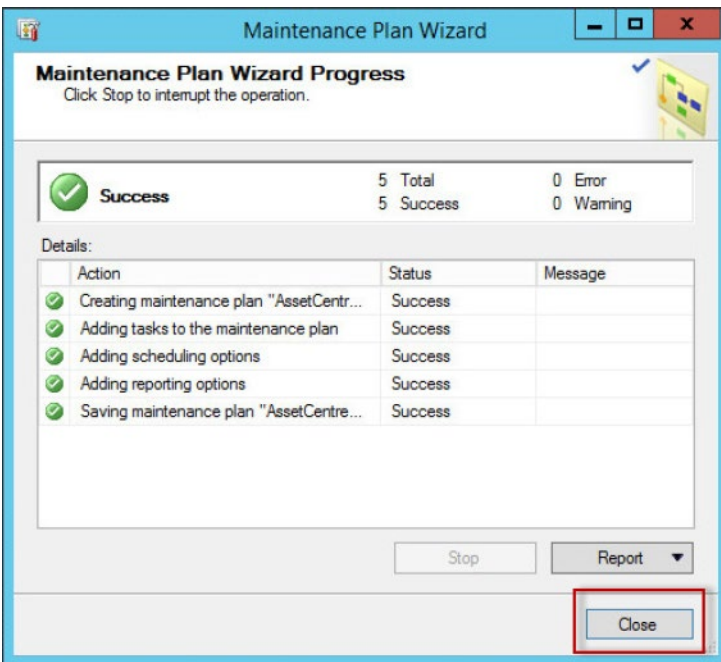 Maintenance Plan Wizard
Maintenance Plan Wizard Progress
Click Stop to interrupt the operation.
Success
5 Total 0 Error
5 Success 0 Warning
Details:
Action Status Message
Creating maintenance plan "AssetCentr... Success
Adding tasks to the maintenance plan Success
Adding scheduling options Success
Adding reporting options Success
Saving maintenance plan "AssetCentre... Success
Stop Report
Close